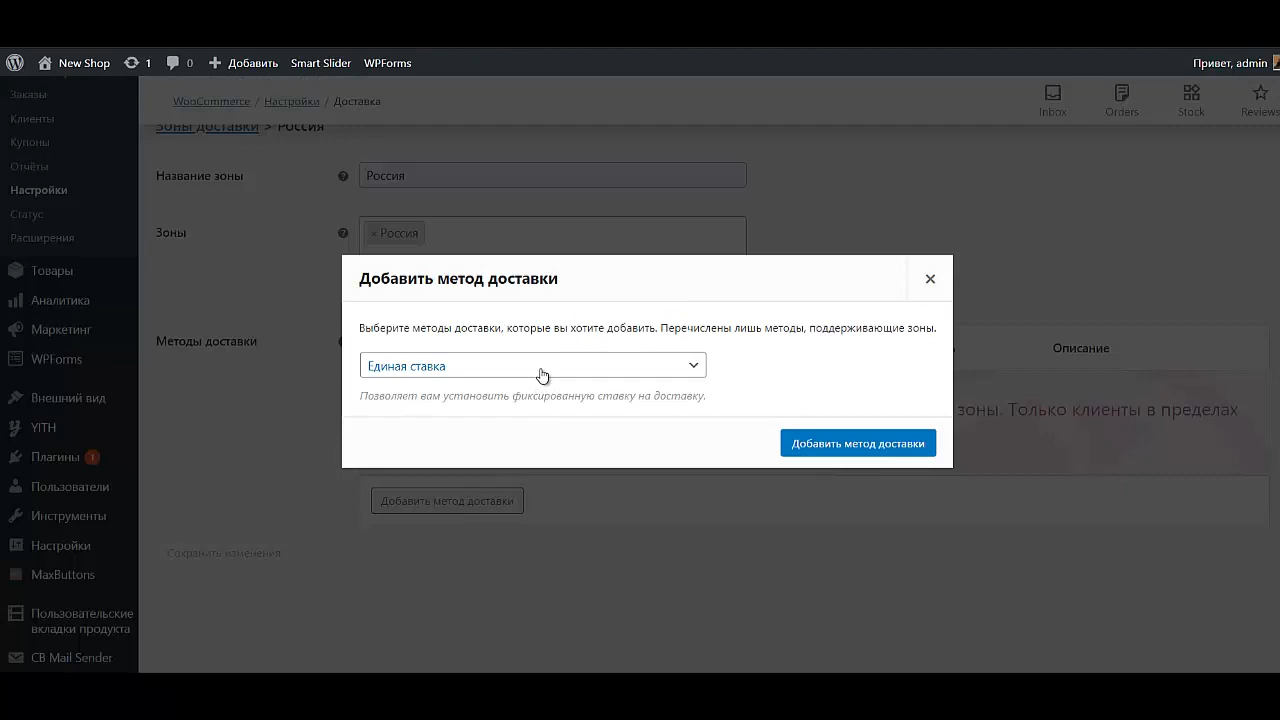 New Shop 1 0 Добавить Smart Slider WPForms Привет, admin
Заказы
Клиенты
Купоны
Отчёты
Настройки
Статус
Расширения
Товары
Аналитика
Маркетинг
WPForms
Внешний вид
YITH
Плагины 1
Пользователи
Инструменты
Настройки
MaxButtons
Пользовательские
вкладки продукта
CB Mail Sender
WooCommerce / Настройки / Доставка
Inbox Orders Stock Reviews
Зоны доставки > Россия
Название зоны Россия
Зоны × Россия
Добавить метод доставки
Выберите методы доставки, которые вы хотите добавить. Перечислены лишь методы, поддерживающие зоны.
Единая ставка
Позволяет вам установить фиксированную ставку на доставку.
Добавить метод доставки
Методы доставки Описание
зоны. Только клиенты в пределах
Добавить метод доставки
Сохранить изменения